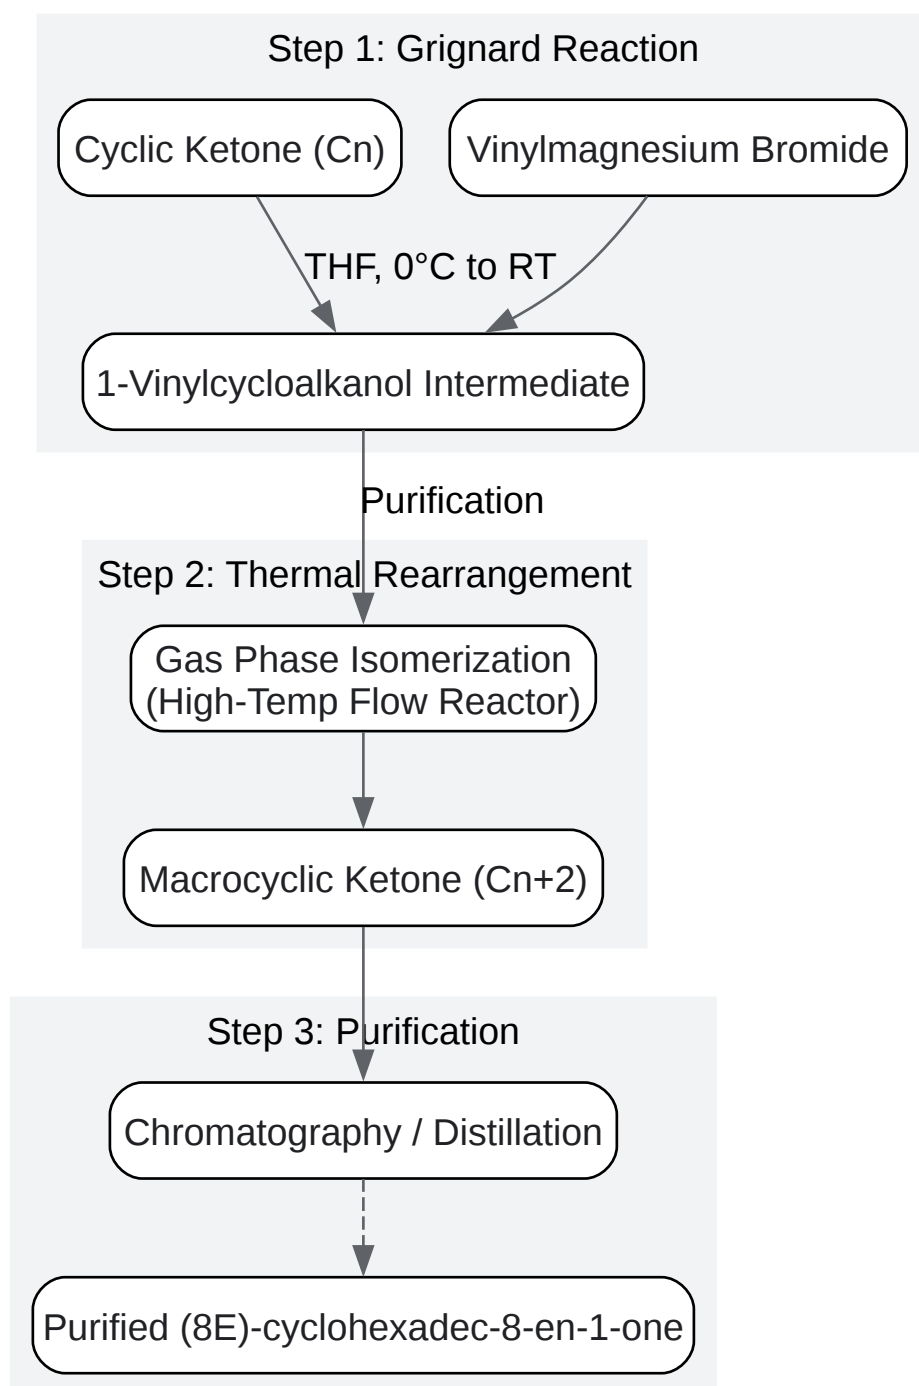 Step 1: Grignard Reaction
Cyclic Ketone (Cn)
Vinylmagnesium Bromide
THF, 0°C to RT
1-Vinylcycloalkanol Intermediate
Purification
Step 2: Thermal Rearrangement
Gas Phase Isomerization
(High-Temp Flow Reactor)
Macrocyclic Ketone (Cn+2)
Step 3: Purification
Chromatography / Distillation
Purified (8E)-cyclohexadec-8-en-1-one